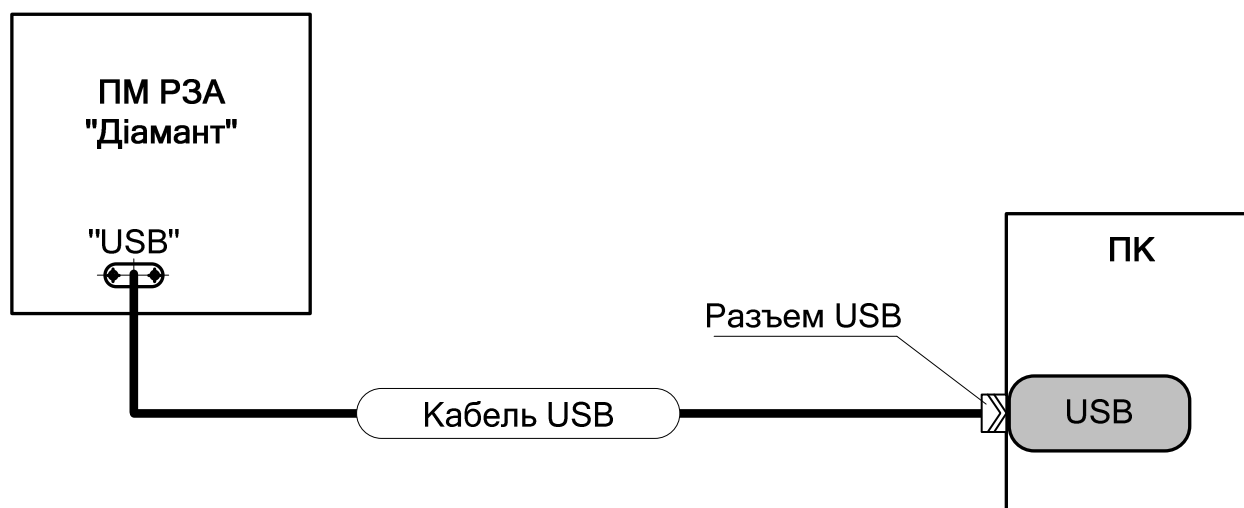 ПМ РЗА
"Діамант"
"USB"
ПК
Разъем USB
Кабель USB
USB